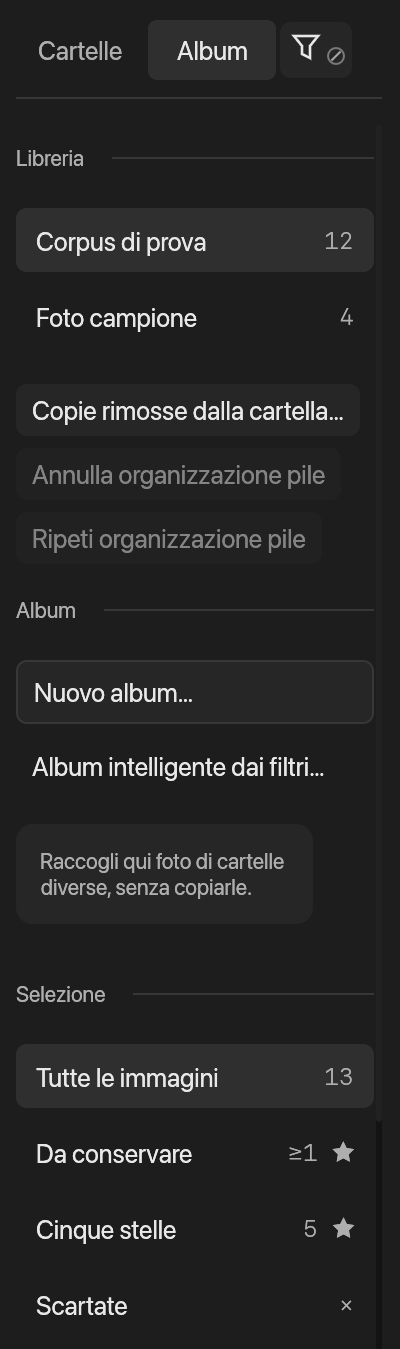 Cartelle Album
Libreria
Corpus di prova 12
Foto campione 4
Copie rimosse dalla cartella...
Annulla organizzazione pile
Ripeti organizzazione pile
Album
Nuovo album...
Album intelligente dai filtri...
Raccogli qui foto di cartelle
diverse, senza copiarle.
Selezione
Tutte le immagini 13
Da conservare ≥1 ★
Cinque stelle 5 ★
Scartate ×